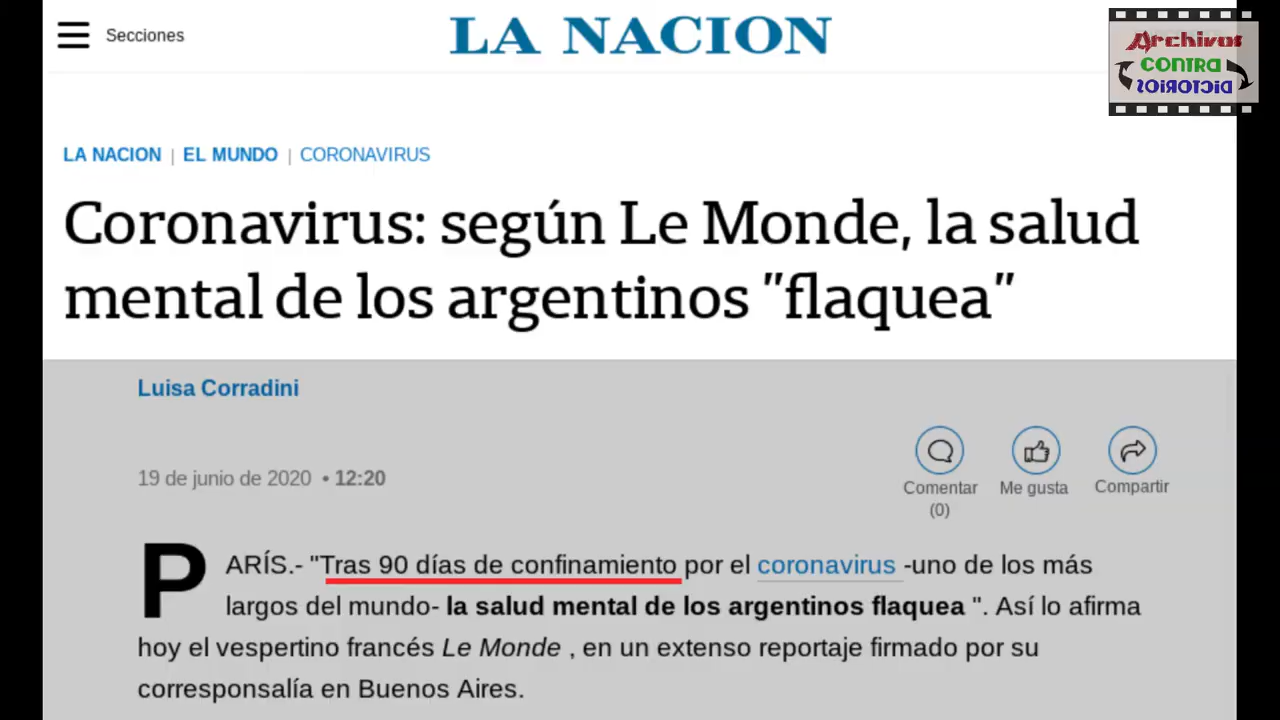 Secciones
LA NACION
Archivos
CONTRA
DICTORIOS
LA NACION | EL MUNDO | CORONAVIRUS
Coronavirus: según Le Monde, la salud
mental de los argentinos "flaquea"
Luisa Corradini
19 de junio de 2020 • 12:20
Comentar
(0)
Me gusta
Compartir
PARÍS.- "Tras 90 días de confinamiento por el coronavirus -uno de los más
largos del mundo- la salud mental de los argentinos flaquea ". Así lo afirma
hoy el vespertino francés Le Monde , en un extenso reportaje firmado por su
corresponsalía en Buenos Aires.